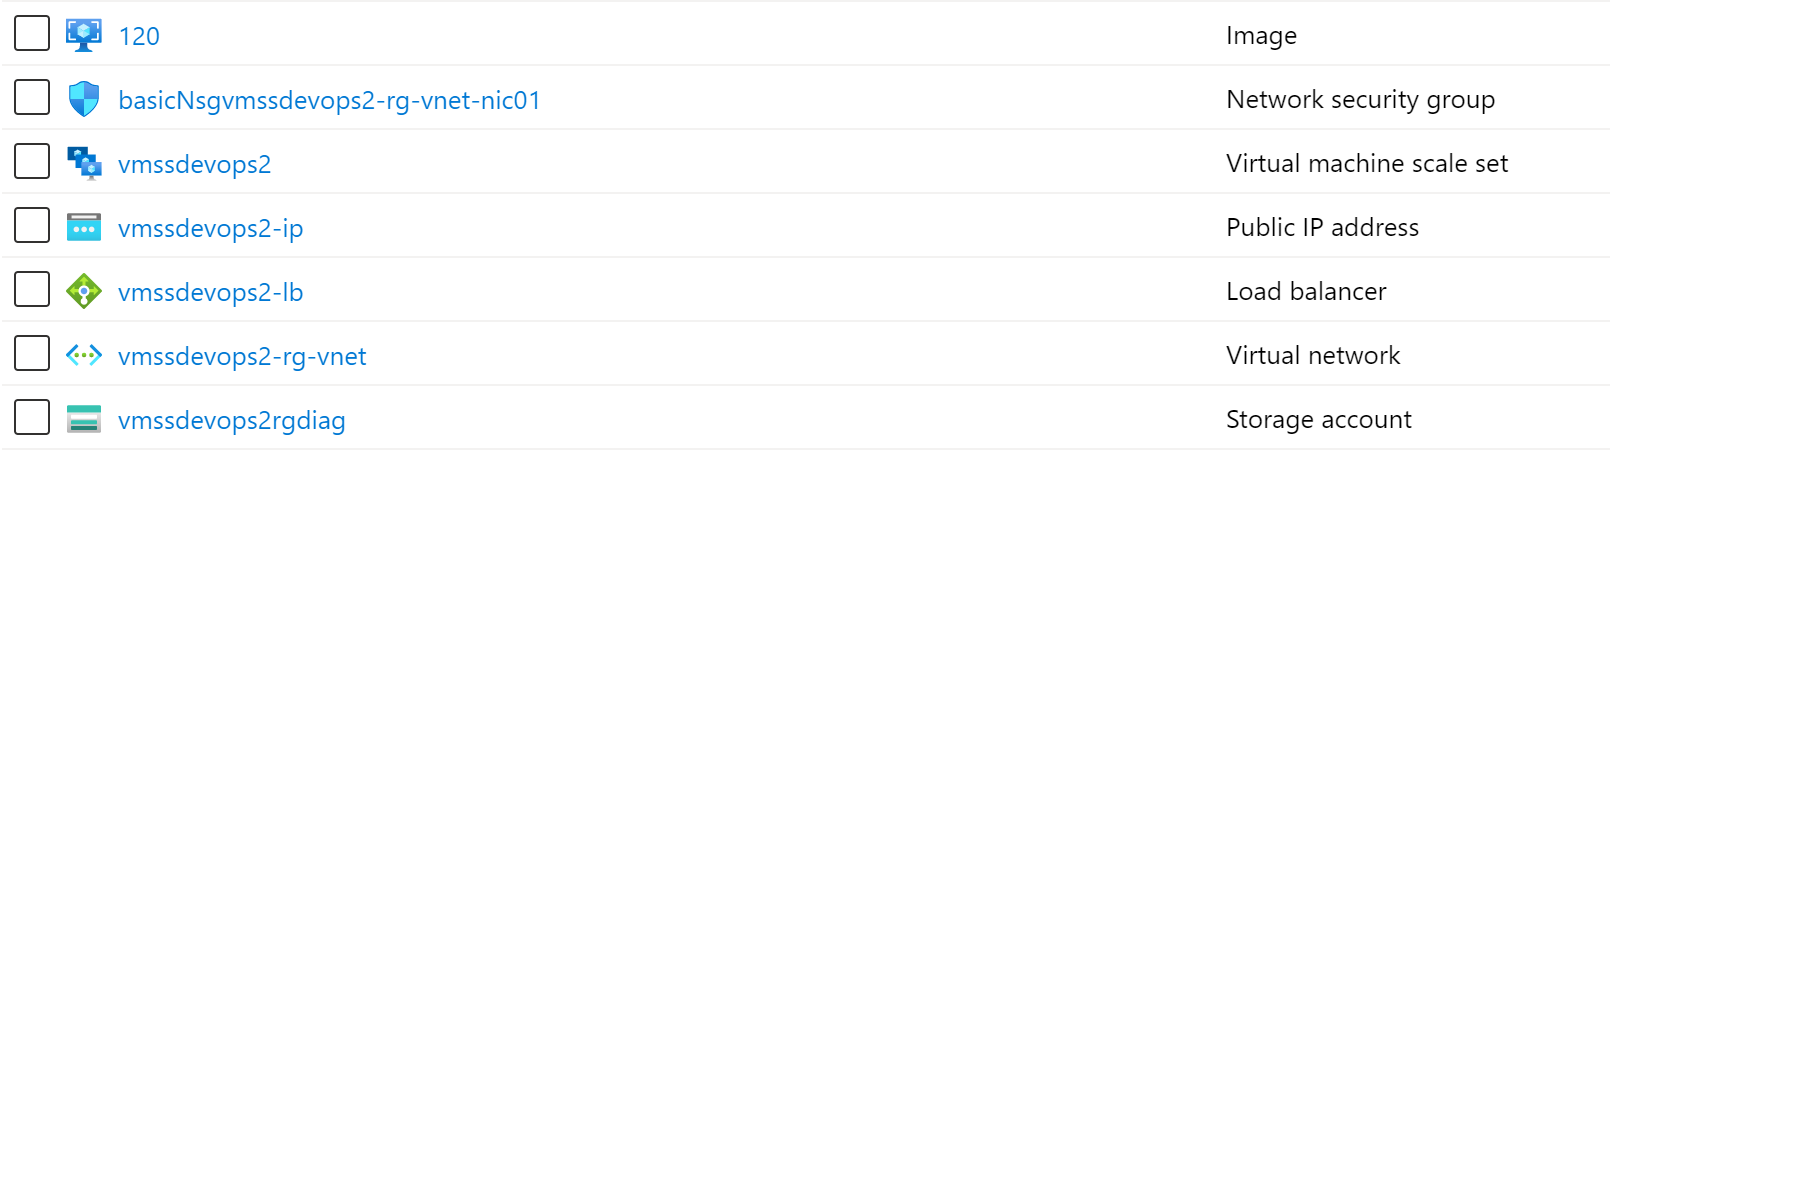 120 Image
basicNsgvmssdevops2-rg-vnet-nic01 Network security group
vmssdevops2 Virtual machine scale set
vmssdevops2-ip Public IP address
vmssdevops2-lb Load balancer
vmssdevops2-rg-vnet Virtual network
vmssdevops2rgdiag Storage account